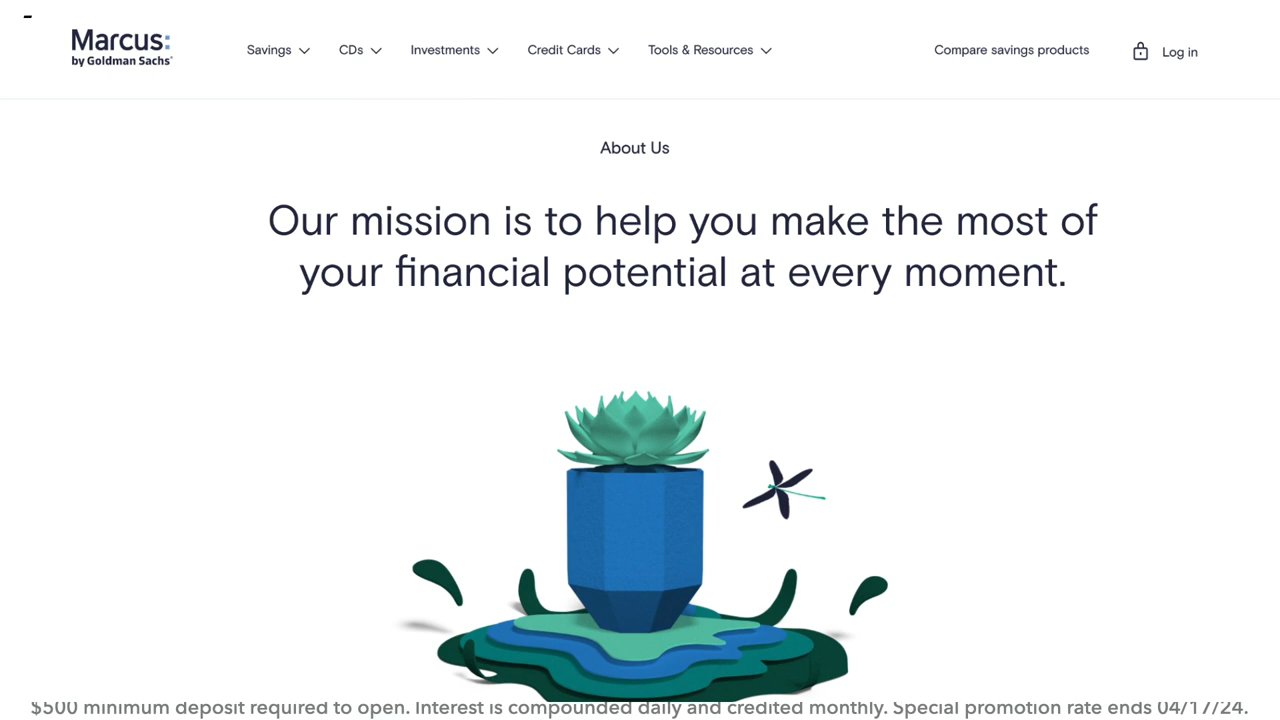 Marcus:
by Goldman Sachs®
Savings CDs Investments Credit Cards Tools & Resources Compare savings products Log in
About Us
Our mission is to help you make the most of
your financial potential at every moment.
$500 minimum deposit required to open. Interest is compounded daily and credited monthly. Special promotion rate ends 04/17/24.